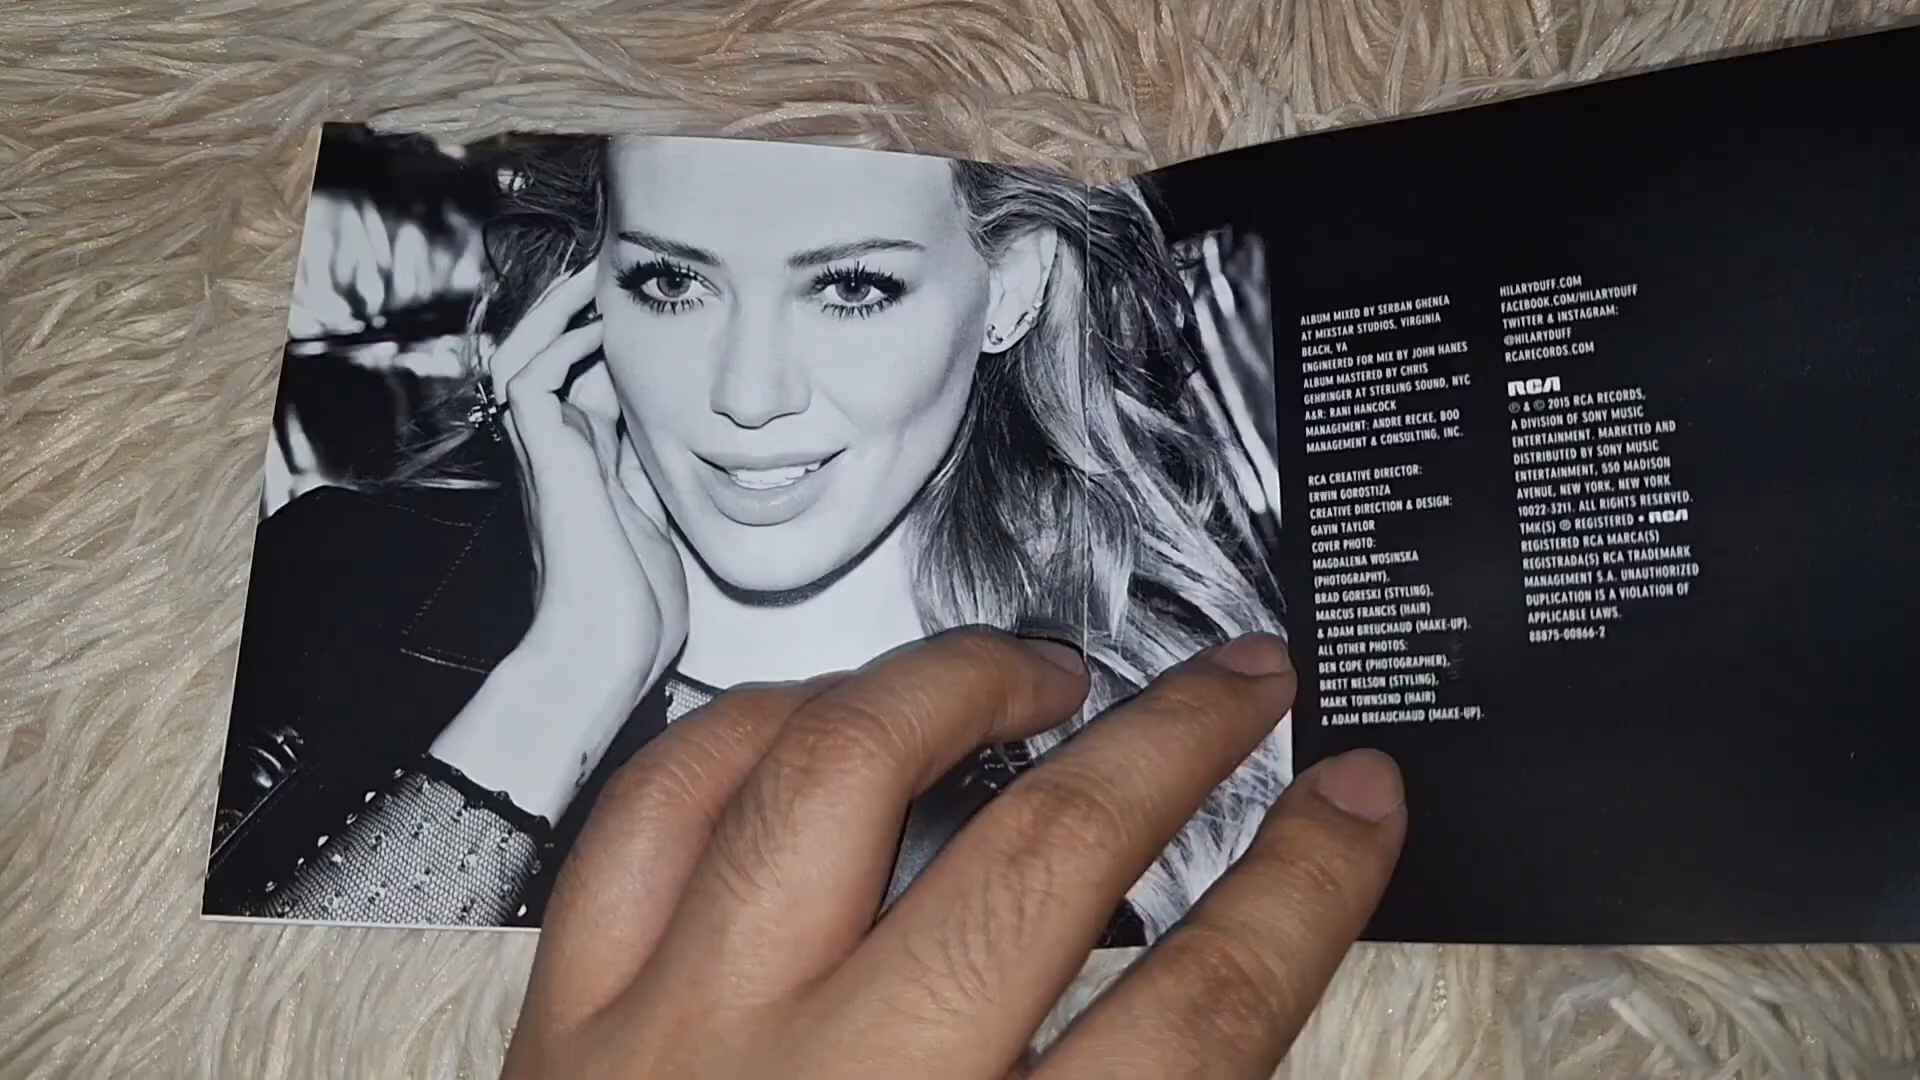 ALBUM MIXED BY SERBAN GHENEA
AT MIXSTAR STUDIOS, VIRGINIA
BEACH, VA
ENGINEERED FOR MIX BY JOHN HANES
ALBUM MASTERED BY CHRIS
GEHRINGER AT STERLING SOUND, NYC
A&R: RANI HANCOCK
MANAGEMENT: ANDRE RECKE, BOO
MANAGEMENT & CONSULTING, INC.
RCA CREATIVE DIRECTOR:
ERWIN GOROSTIZA
CREATIVE DIRECTION & DESIGN:
GAVIN TAYLOR
COVER PHOTO:
MAGDALENA WOSINSKA
(PHOTOGRAPHY),
BRAD GORESKI (STYLING),
MARCUS FRANCIS (HAIR)
& ADAM BREUCHAUD (MAKE-UP).
ALL OTHER PHOTOS:
BEN COPE (PHOTOGRAPHER),
BRETT NELSON (STYLING),
MARK TOWNSEND (HAIR)
& ADAM BREAUCHAUD (MAKE-UP).
HILARYDUFF.COM
FACEBOOK.COM/HILARYDUFF
TWITTER & INSTAGRAM:
@HILARYDUFF
RCARECORDS.COM
RCA
℗ & © 2015 RCA RECORDS,
A DIVISION OF SONY MUSIC
ENTERTAINMENT. MARKETED AND
DISTRIBUTED BY SONY MUSIC
ENTERTAINMENT, 550 MADISON
AVENUE, NEW YORK, NEW YORK
10022-3211. ALL RIGHTS RESERVED.
TMK(S) ® REGISTERED • RCA
REGISTERED RCA MARCA(S)
REGISTRADA(S) RCA TRADEMARK
MANAGEMENT S.A. UNAUTHORIZED
DUPLICATION IS A VIOLATION OF
APPLICABLE LAWS.
88875-00866-2